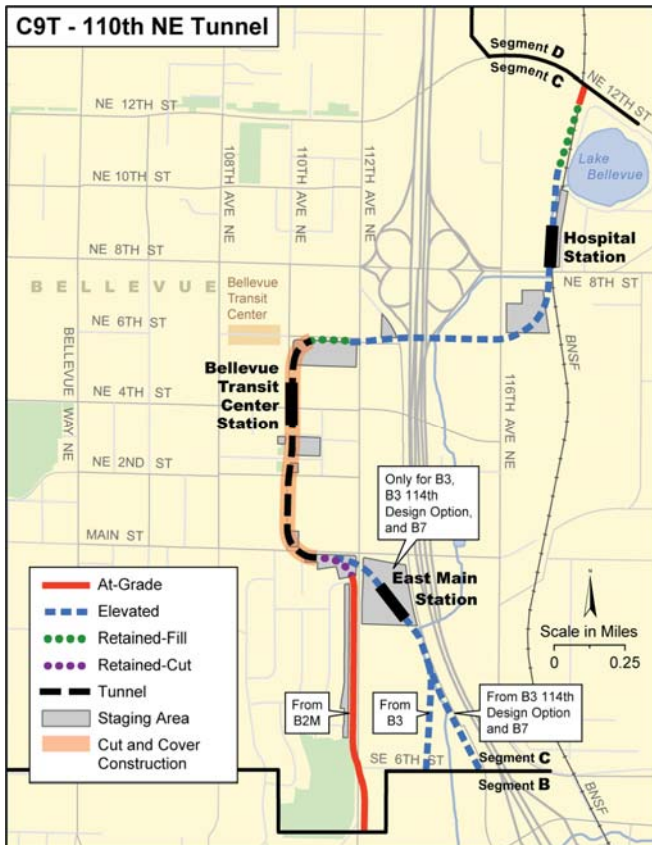 C9T - 110th NE Tunnel
Segment D
Segment C
NE 12TH ST
NE 12TH ST
Lake
Bellevue
108TH AVE NE
110TH AVE NE
112TH AVE NE
NE 10TH ST
Hospital
Station
NE 8TH ST
NE 8TH ST
BELLEVUE
Bellevue
Transit
Center
NE 6TH ST
BNSF
Bellevue
Transit
Center
Station
BELLEVUE WAY NE
NE 4TH ST
116TH AVE NE
NE 2ND ST
Only for B3,
B3 114th
Design Option,
and B7
MAIN ST
East Main
Station
At-Grade
Elevated
Retained-Fill
Retained-Cut
Tunnel
Staging Area
Cut and Cover
Construction
Scale in Miles
0 0.25
From
B2M
From
B3
From B3 114th
Design Option
and B7
SE 6TH ST
Segment C
Segment B
BNSF